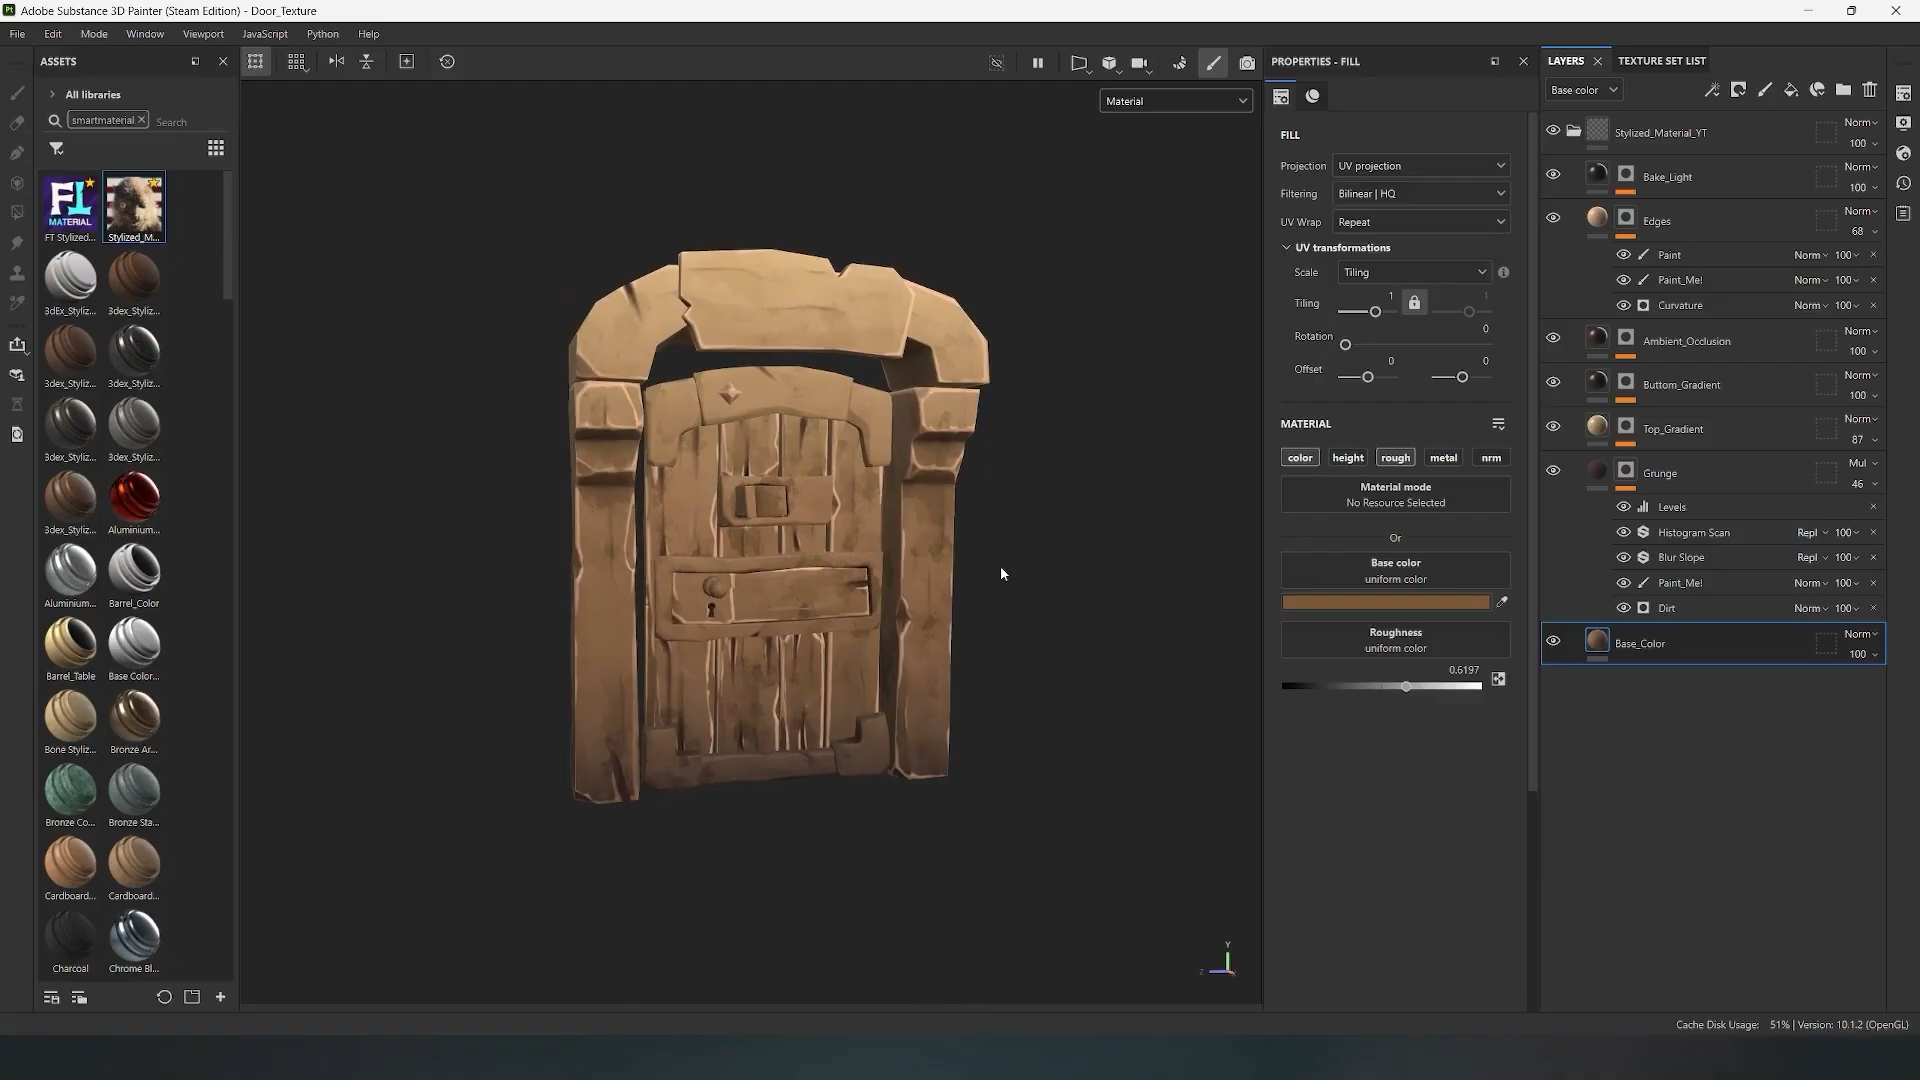 Pt Adobe Substance 3D Painter (Steam Edition) - Door_Texture
File Edit Mode Window Viewport JavaScript Python Help
ASSETS
All libraries
smartmaterial Search
FI
MATERIAL
FT Stylized... Stylized_M...
3dEx_Styliz... 3dex_Styliz...
3dex_Styliz... 3dex_Styliz...
3dex_Styliz... 3dex_Styliz...
3dex_Styliz... Aluminium...
Aluminium... Barrel_Color
Barrel_Table Base Color...
Bone Styliz... Bronze Ar...
Bronze Co... Bronze Sta...
Cardboard... Cardboard...
Charcoal Chrome Bl...
Material
Y
Z
PROPERTIES - FILL
FILL
Projection UV projection
Filtering Bilinear | HQ
UV Wrap Repeat
UV transformations
Scale Tiling
Tiling 1 1
Rotation 0
Offset 0 0
MATERIAL
color height rough metal nrm
Material mode
No Resource Selected
Or
Base color
uniform color
Roughness
uniform color
0.6197
LAYERS TEXTURE SET LIST
Base color
Stylized_Material_YT Norm 100
Bake_Light Norm 100
Edges Norm 68
Paint Norm 100
Paint_Me! Norm 100
Curvature Norm 100
Ambient_Occlusion Norm 100
Buttom_Gradient Norm 100
Top_Gradient Norm 87
Grunge Mul 46
Levels
Histogram Scan Repl 100
Blur Slope Repl 100
Paint_Me! Norm 100
Dirt Norm 100
Base_Color Norm 100
Cache Disk Usage: 51% | Version: 10.1.2 (OpenGL)